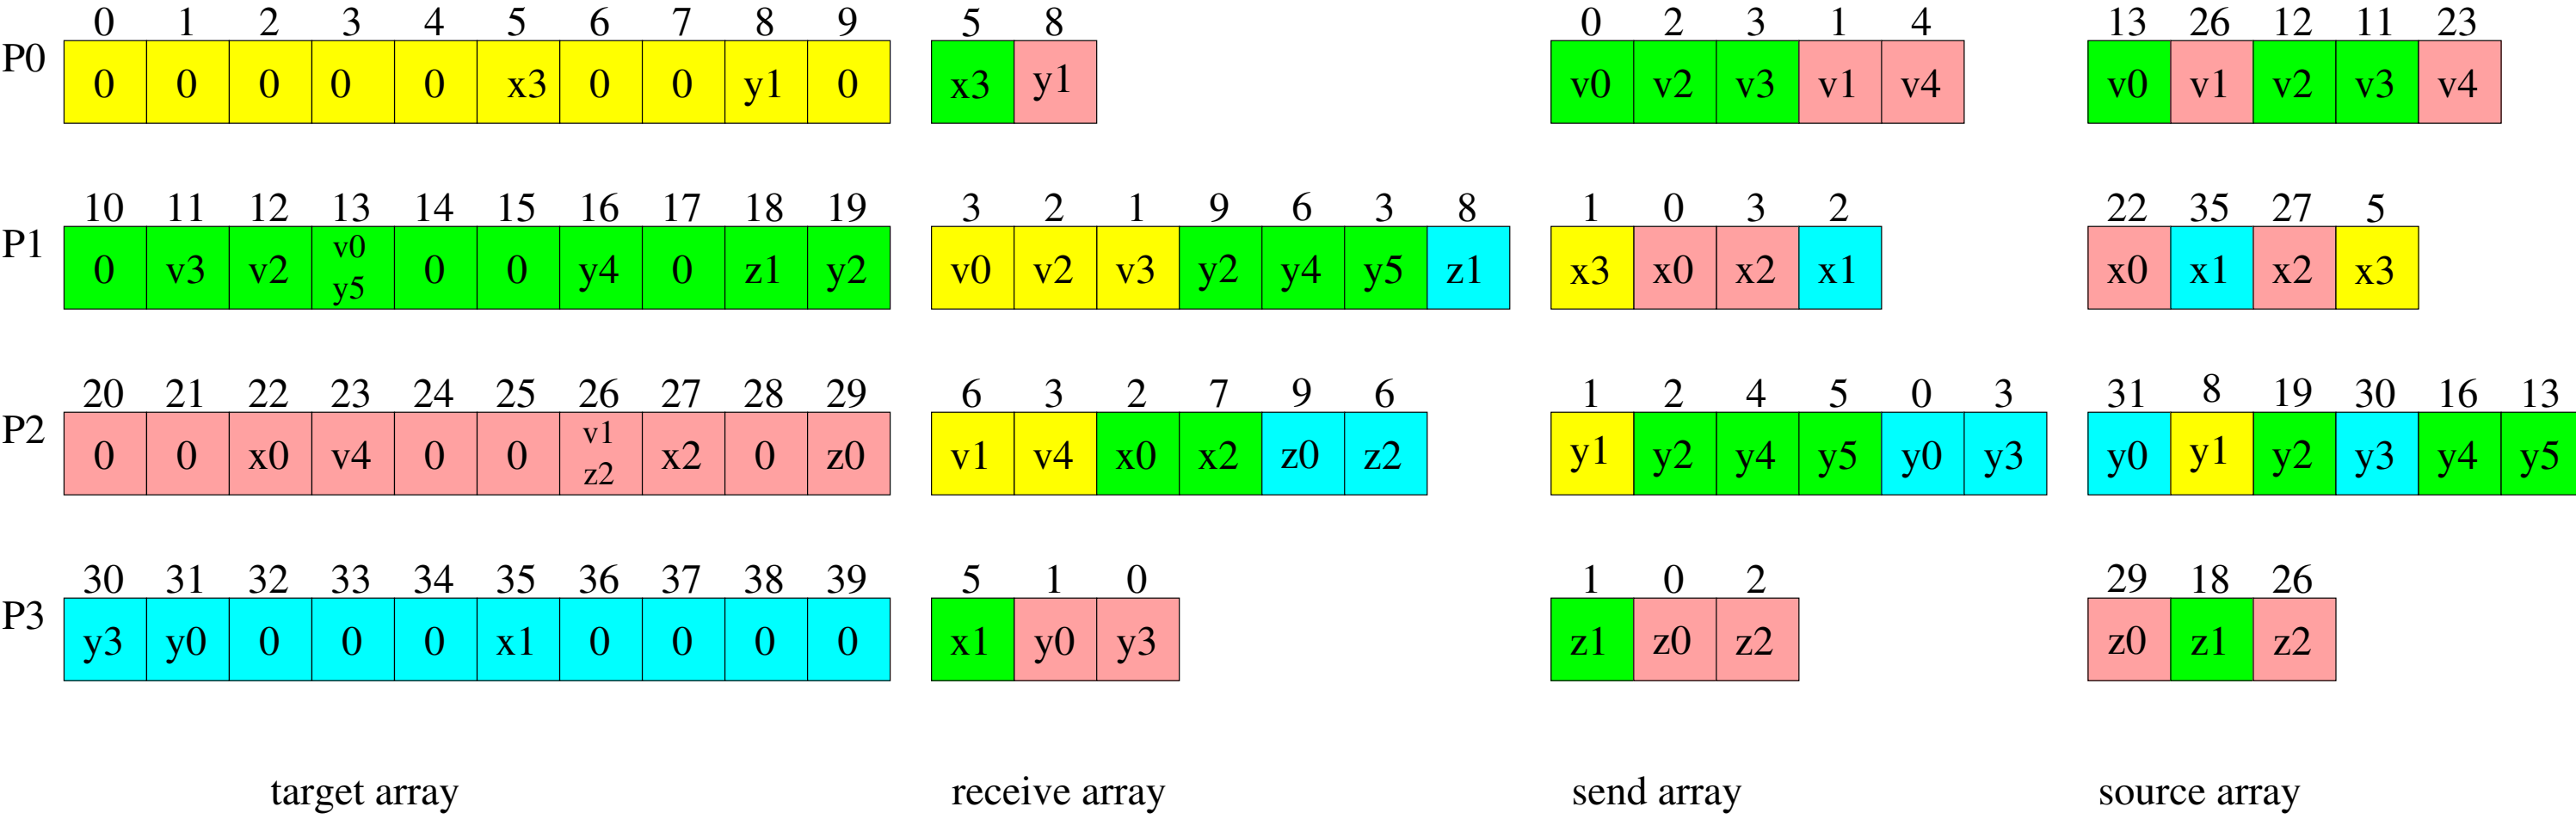 0 1 2 3 4 5 6 7 8 9 5 8 0 2 3 1 4 13 26 12 11 23
P0 0 0 0 0 0 x3 0 0 y1 0 x3 y1 v0 v2 v3 v1 v4 v0 v1 v2 v3 v4
10 11 12 13 14 15 16 17 18 19 3 2 1 9 6 3 8 1 0 3 2 22 35 27 5
P1 0 v3 v2 v0 y5 0 0 y4 0 z1 y2 v0 v2 v3 y2 y4 y5 z1 x3 x0 x2 x1 x0 x1 x2 x3
20 21 22 23 24 25 26 27 28 29 6 3 2 7 9 6 1 2 4 5 0 3 31 8 19 30 16 13
P2 0 0 x0 v4 0 0 v1 z2 x2 0 z0 v1 v4 x0 x2 z0 z2 y1 y2 y4 y5 y0 y3 y0 y1 y2 y3 y4 y5
30 31 32 33 34 35 36 37 38 39 5 1 0 1 0 2 29 18 26
P3 y3 y0 0 0 0 x1 0 0 0 0 x1 y0 y3 z1 z0 z2 z0 z1 z2
target array receive array send array source array